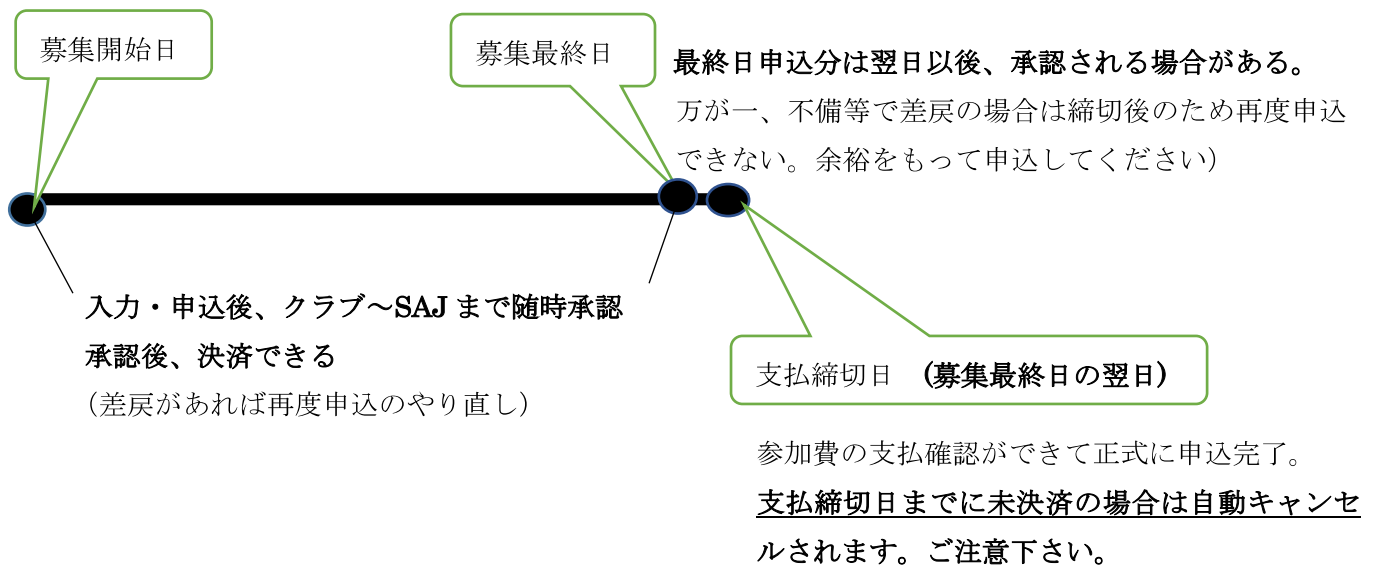 募集開始日
募集最終日
最終日申込分は翌日以後、承認される場合がある。
万が一、不備等で差戻の場合は締切後のため再度申込
できない。余裕をもって申込してください）
入力・申込後、クラブ～SAJ まで随時承認
承認後、決済できる
（差戻があれば再度申込のやり直し）
支払締切日　(募集最終日の翌日)
参加費の支払確認ができて正式に申込完了。
支払締切日までに未決済の場合は自動キャンセ
ルされます。ご注意下さい。